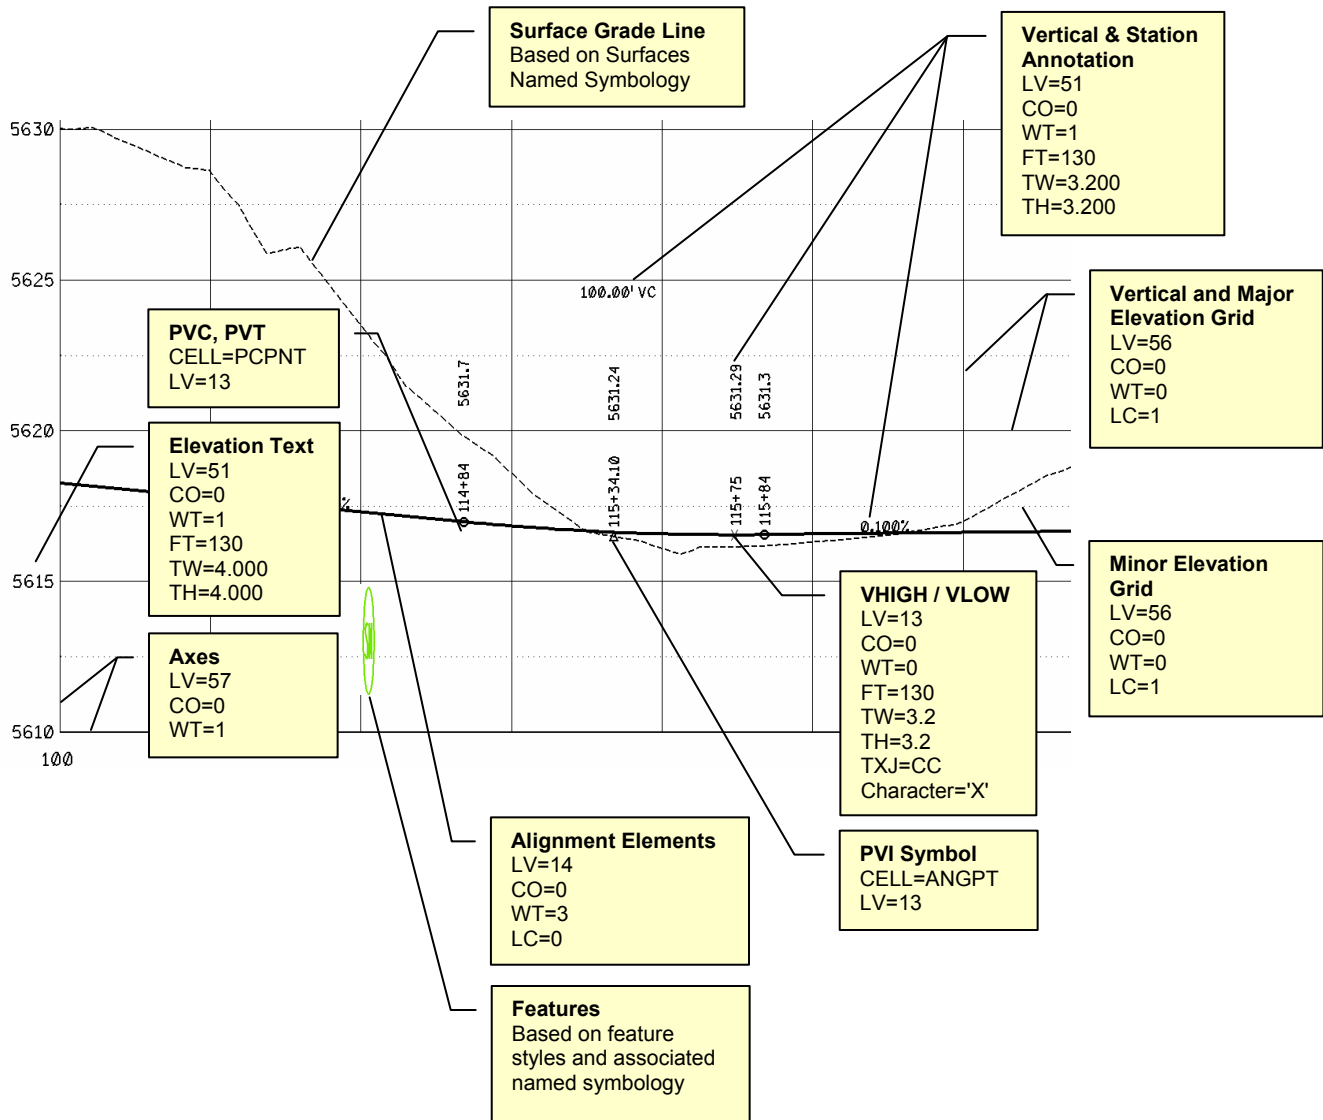 Surface Grade Line
Based on Surfaces
Named Symbology
Vertical & Station
Annotation
LV=51
CO=0
WT=1
FT=130
TW=3.200
TH=3.200
5630
5625
100.00' VC
Vertical and Major
Elevation Grid
LV=56
CO=0
WT=0
LC=1
PVC, PVT
CELL=PCPNT
LV=13
5631.7
5631.24
5631.29
5631.3
5620
Elevation Text
LV=51
CO=0
WT=1
FT=130
TW=4.000
TH=4.000
%
114+84
115+34.10
115+75
115+84
0.100%
5615
Minor Elevation
Grid
LV=56
CO=0
WT=0
LC=1
VHIGH / VLOW
LV=13
CO=0
WT=0
FT=130
TW=3.2
TH=3.2
TXJ=CC
Character='X'
Axes
LV=57
CO=0
WT=1
5610
100
Alignment Elements
LV=14
CO=0
WT=3
LC=0
PVI Symbol
CELL=ANGPT
LV=13
Features
Based on feature
styles and associated
named symbology